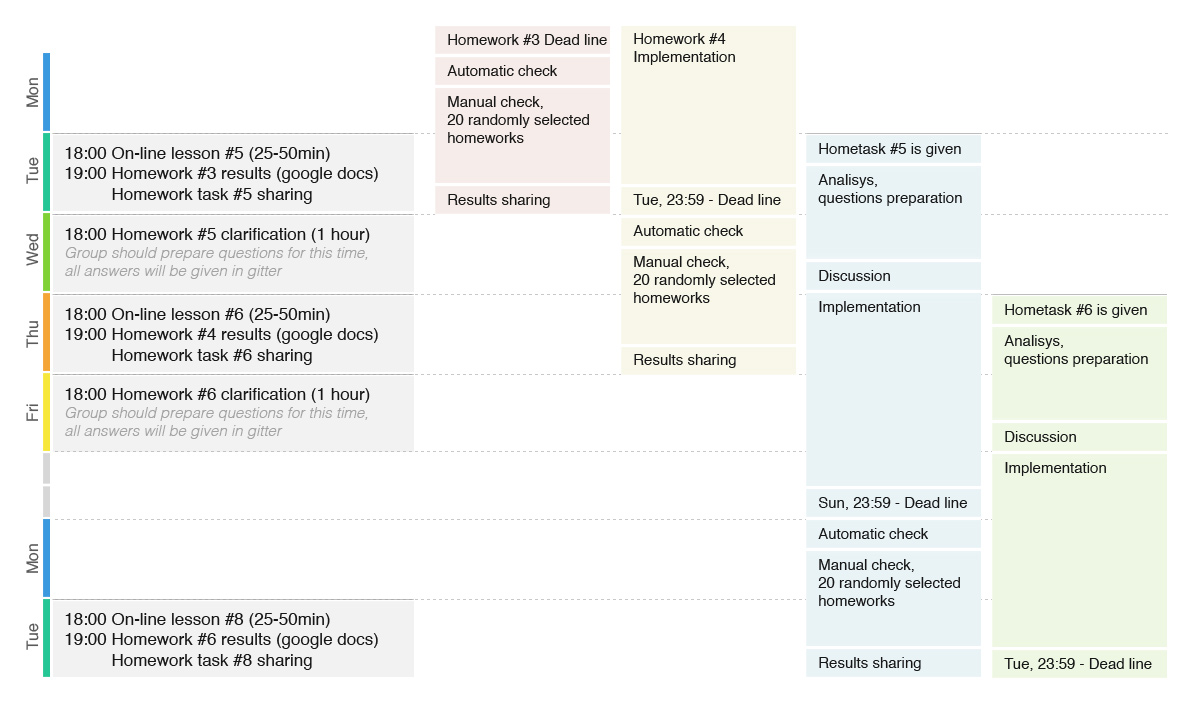 Mon
Tue
Wed
Thu
Fri
Mon
Tue
18:00 On-line lesson #5 (25-50min)
19:00 Homework #3 results (google docs)
Homework task #5 sharing
18:00 Homework #5 clarification (1 hour)
Group should prepare questions for this time,
all answers will be given in gitter
18:00 On-line lesson #6 (25-50min)
19:00 Homework #4 results (google docs)
Homework task #6 sharing
18:00 Homework #6 clarification (1 hour)
Group should prepare questions for this time,
all answers will be given in gitter
18:00 On-line lesson #8 (25-50min)
19:00 Homework #6 results (google docs)
Homework task #8 sharing
Homework #3 Dead line
Automatic check
Manual check,
20 randomly selected
homeworks
Results sharing
Homework #4
Implementation
Tue, 23:59 - Dead line
Automatic check
Manual check,
20 randomly selected
homeworks
Results sharing
Hometask #5 is given
Analisys,
questions preparation
Discussion
Implementation
Sun, 23:59 - Dead line
Automatic check
Manual check,
20 randomly selected
homeworks
Results sharing
Hometask #6 is given
Analisys,
questions preparation
Discussion
Implementation
Tue, 23:59 - Dead line